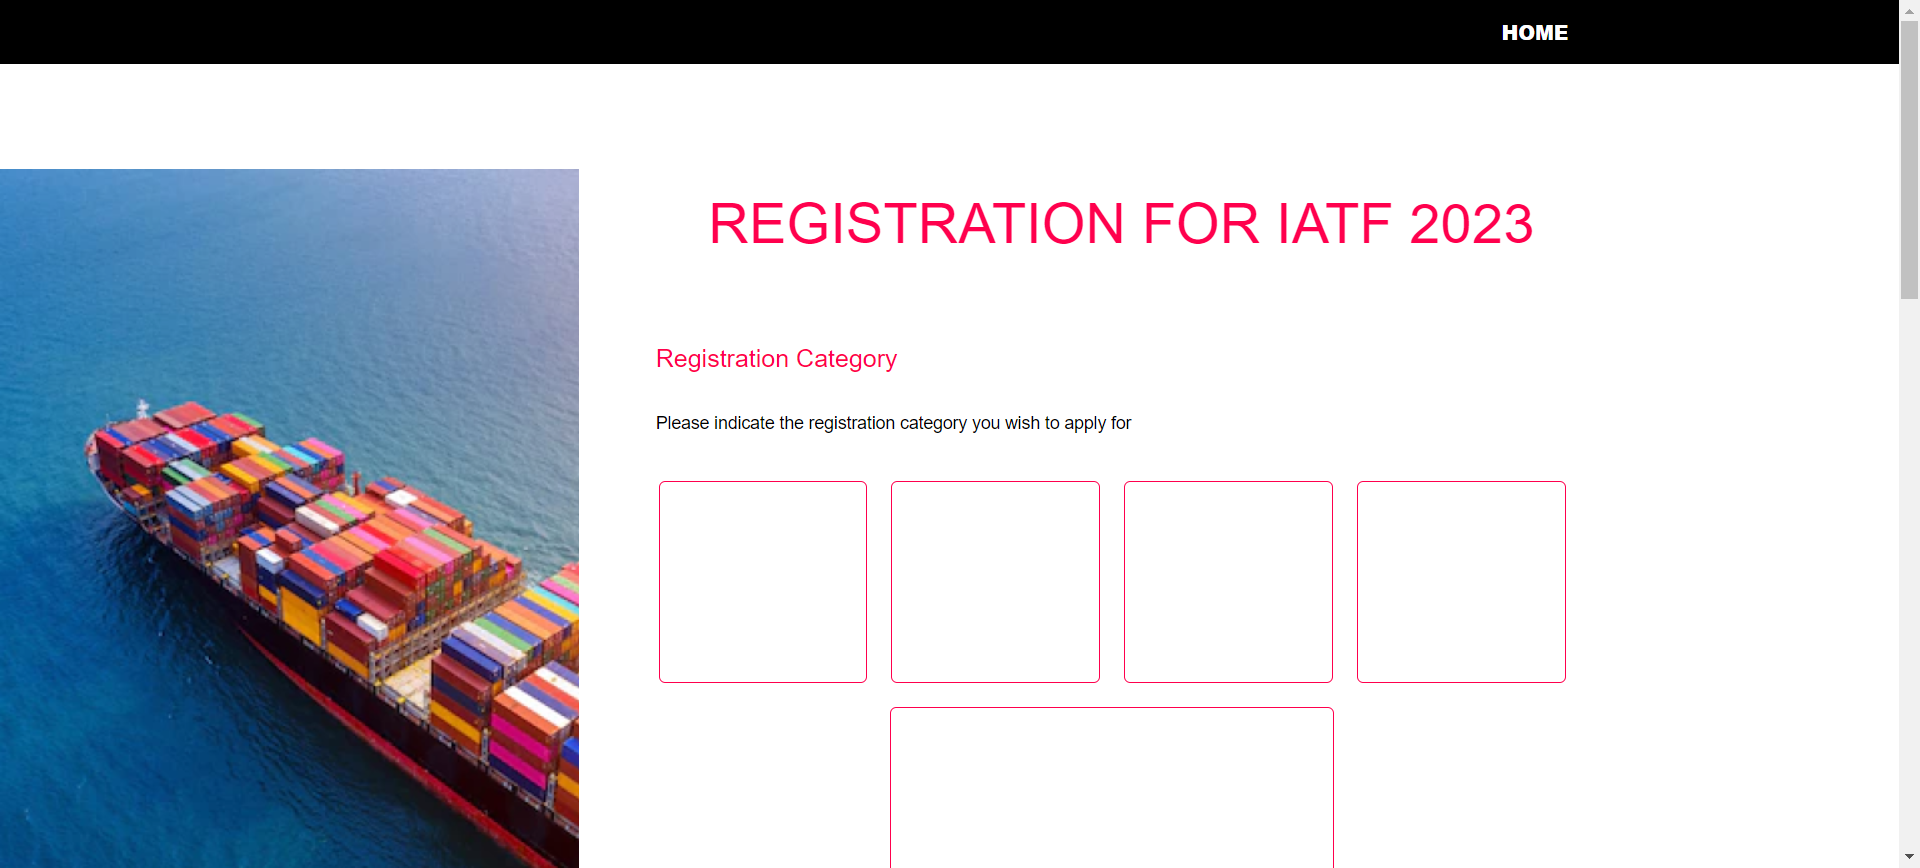 HOME
REGISTRATION FOR IATF 2023
Registration Category
Please indicate the registration category you wish to apply for